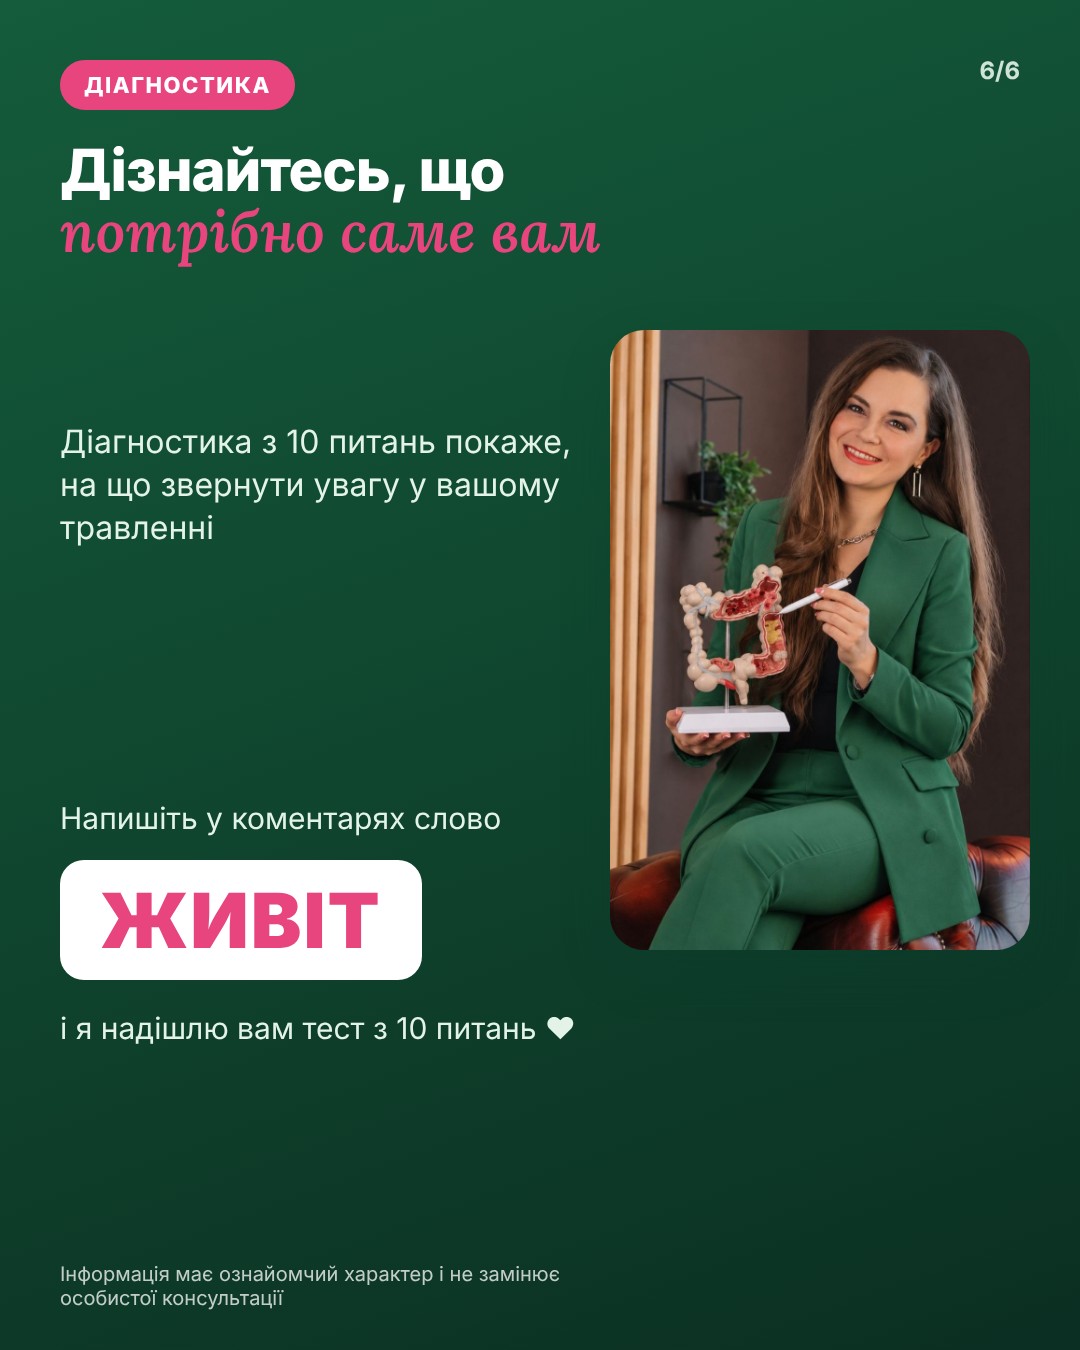 ДІАГНОСТИКА
6/6
Дізнайтесь, що
потрібно саме вам
Діагностика з 10 питань покаже,
на що звернути увагу у вашому
травленні
Напишіть у коментарях слово
ЖИВІТ
і я надішлю вам тест з 10 питань ♥
Інформація має ознайомчий характер і не замінює
особистої консультації